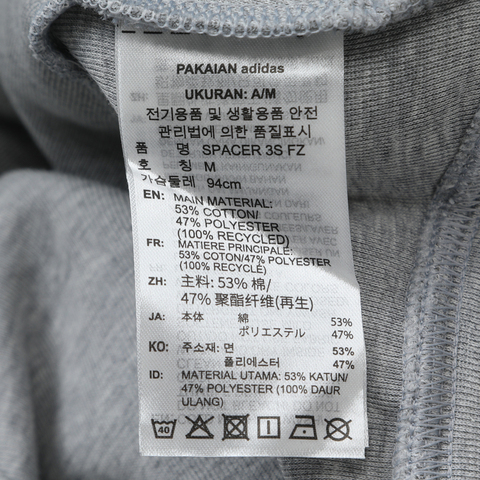 PAKAIAN adidas
UKURAN: A/M
전기용품 및 생활용품 안전
관리법에 의한 품질표시
품 명 SPACER 3S FZ
호 칭 M
가슴둘레 94cm
EN: MAIN MATERIAL:
53% COTTON/
47% POLYESTER
(100% RECYCLED)
FR: MATIERE PRINCIPALE:
53% COTON/47% POLYESTER
(100% RECYCLÉ)
ZH: 主料: 53% 棉/
47% 聚酯纤维(再生)
JA: 本体 綿 53%
ポリエステル 47%
KO: 주소재: 면 53%
폴리에스터 47%
ID: MATERIAL UTAMA: 53% KATUN/
47% POLYESTER (100% DAUR
ULANG)
40